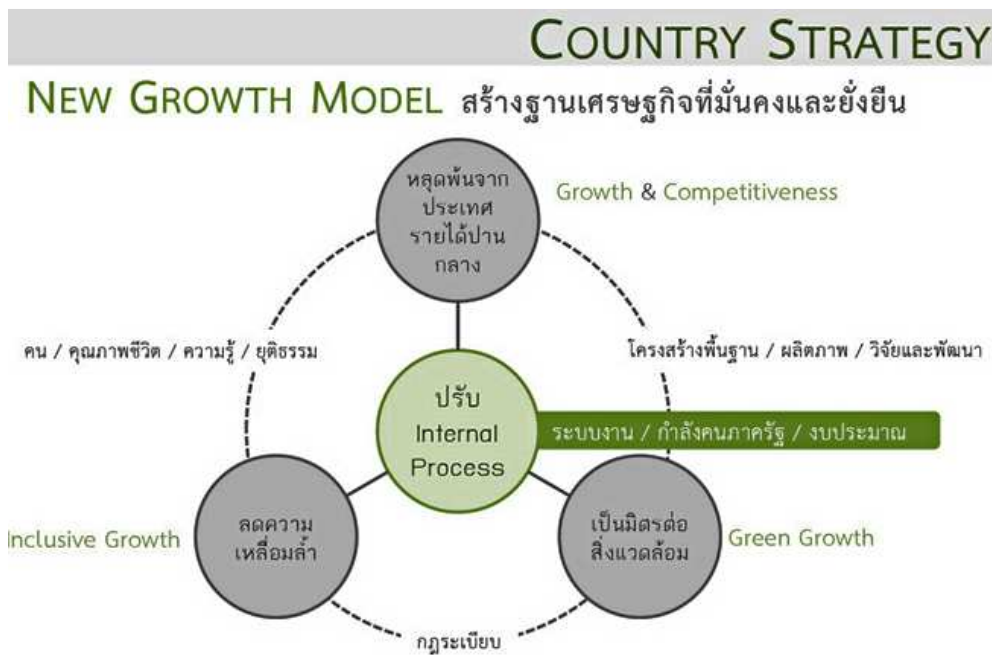 COUNTRY STRATEGY
NEW GROWTH MODEL สร้างฐานเศรษฐกิจที่มั่นคงและยั่งยืน
หลุดพ้นจาก
ประเทศ
รายได้ปาน
กลาง
Growth & Competitiveness
คน / คุณภาพชีวิต / ความรู้ / ยุติธรรม
โครงสร้างพื้นฐาน / ผลิตภาพ / วิจัยและพัฒนา
ปรับ
Internal
Process
ระบบงาน / กำลังคนภาครัฐ / งบประมาณ
Inclusive Growth
ลดความ
เหลื่อมล้ำ
เป็นมิตรต่อ
สิ่งแวดล้อม
Green Growth
กฎระเบียบ